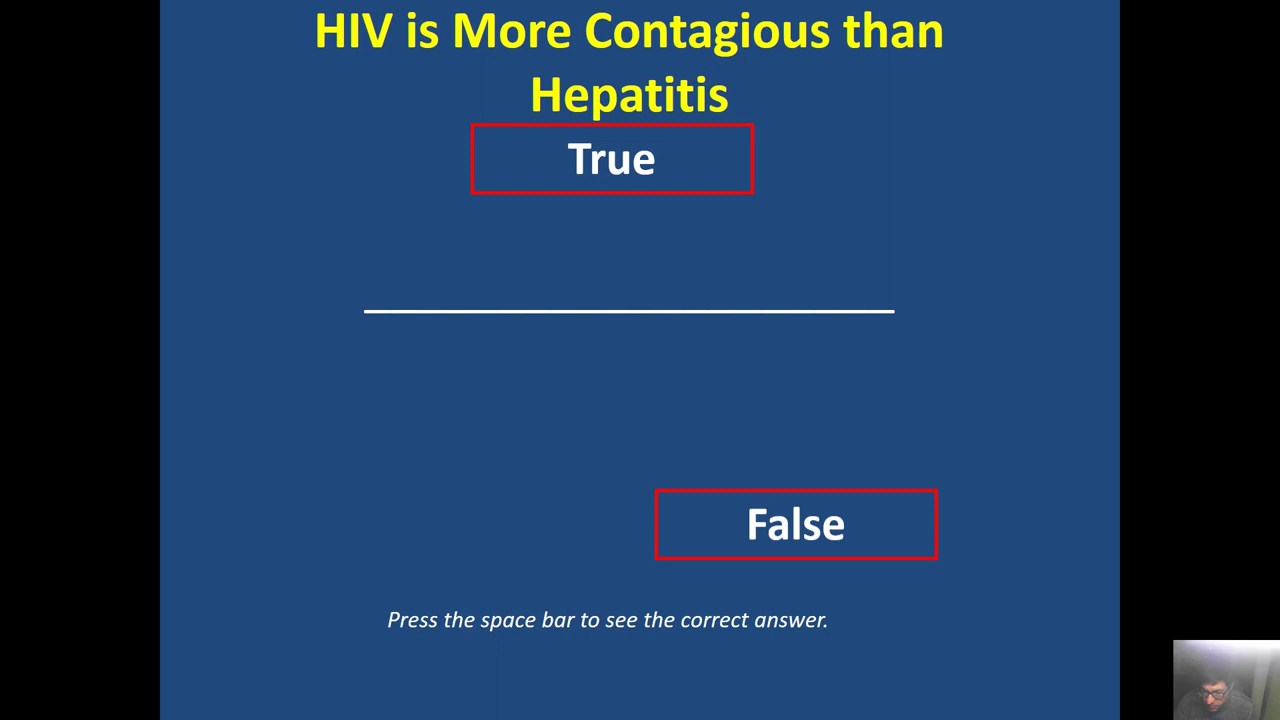 HIV is More Contagious than
Hepatitis
True
False
Press the space bar to see the correct answer.